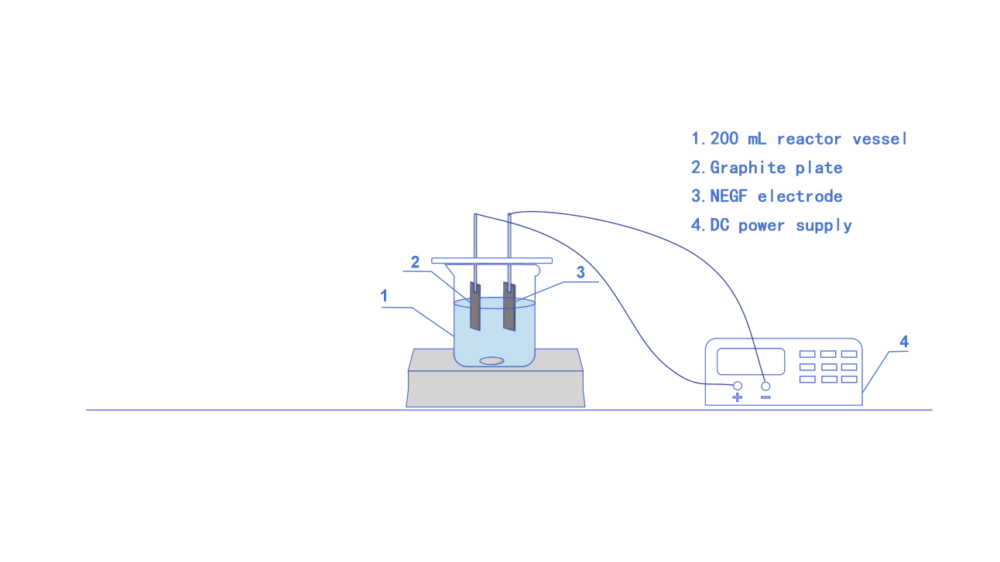 1.200 mL reactor vessel
2.Graphite plate
3.NEGF electrode
4.DC power supply
2
3
1
4
+ −